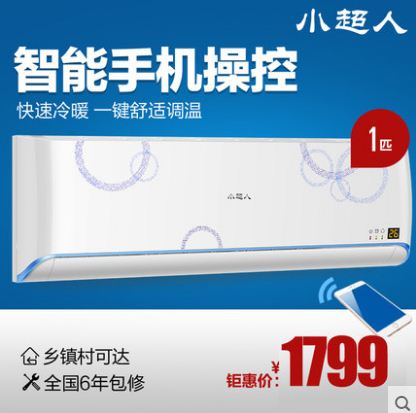 小超人
智能手机操控
快速冷暖 一键舒适调温
1匹
小超人
26
乡镇村可达
全国6年包修
钜惠价：¥1799